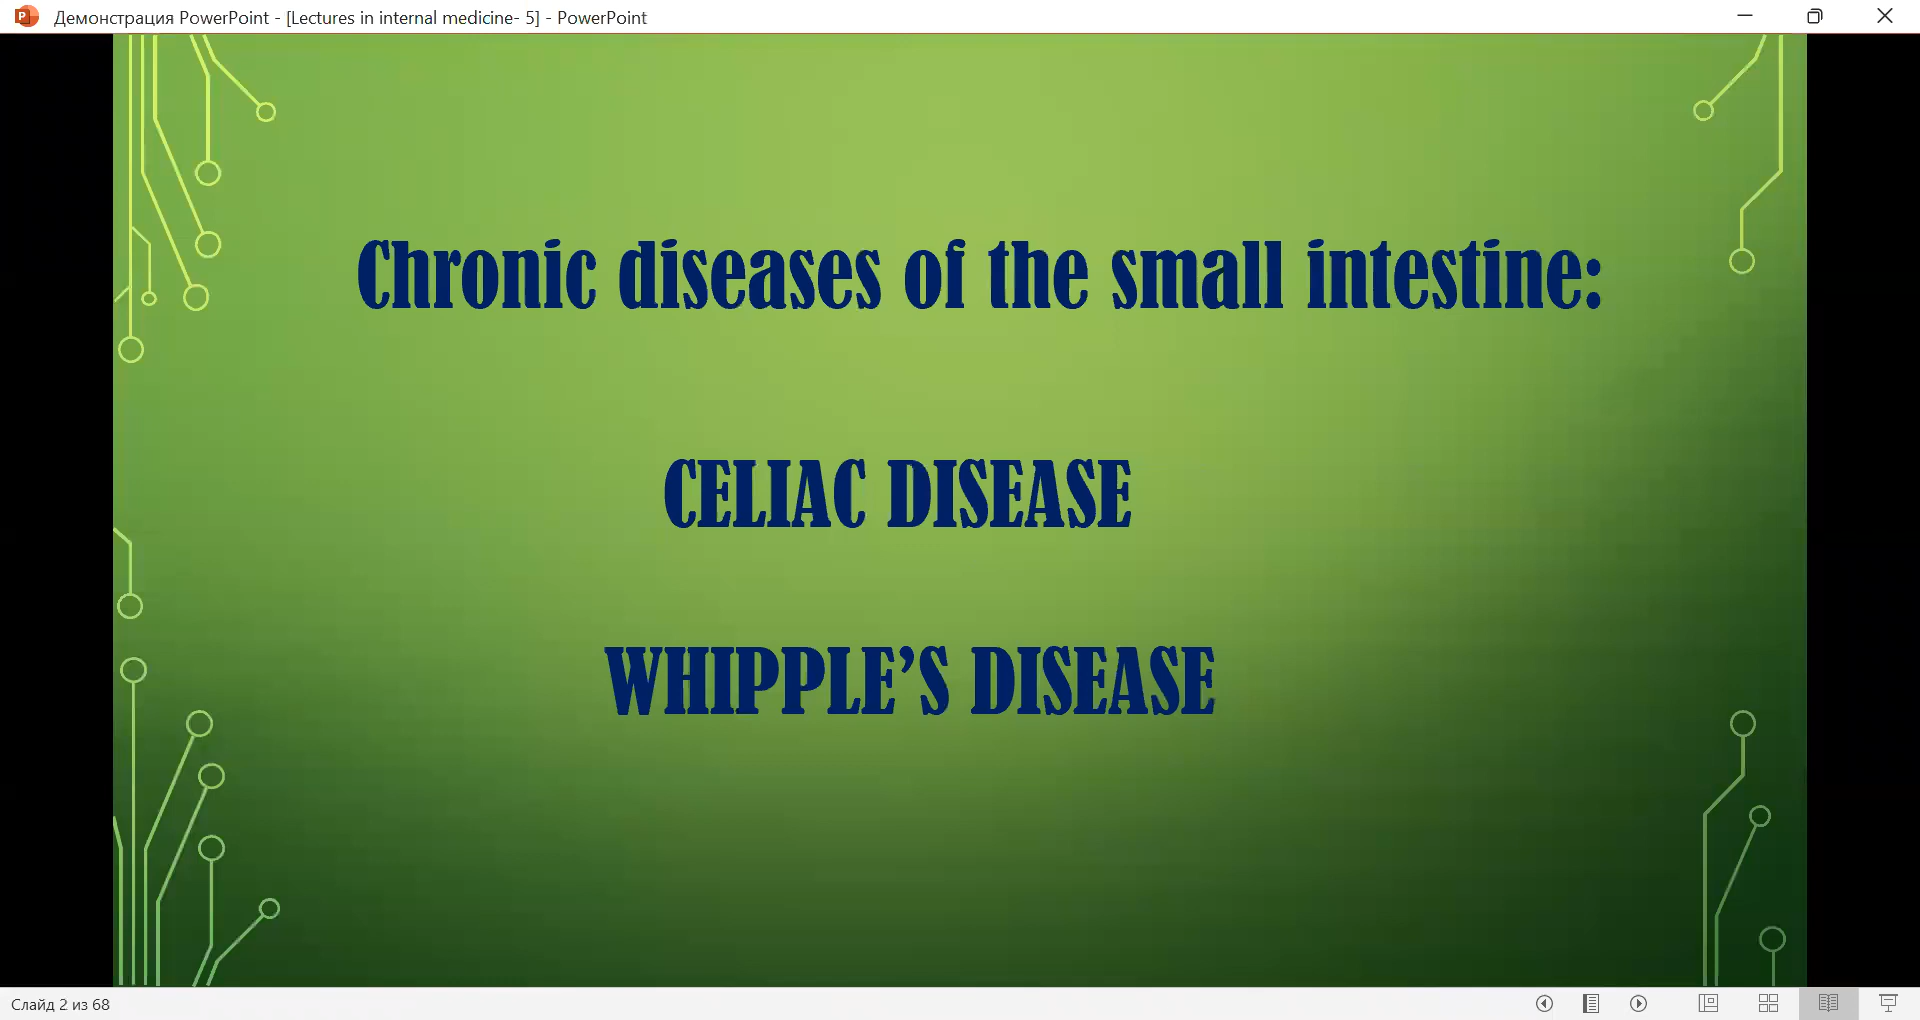 Демонстрация PowerPoint - [Lectures in internal medicine- 5] - PowerPoint
Chronic diseases of the small intestine:
CELIAC DISEASE
WHIPPLE’S DISEASE
Слайд 2 из 68